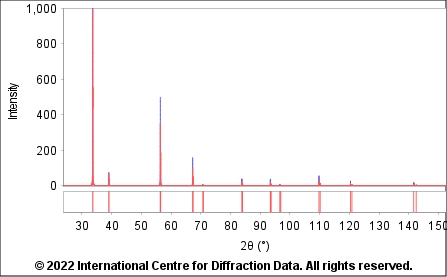 1,000
800
600
400
200
0
Intensity
30 40 50 60 70 80 90 100 110 120 130 140 150
2θ (°)
© 2022 International Centre for Diffraction Data. All rights reserved.